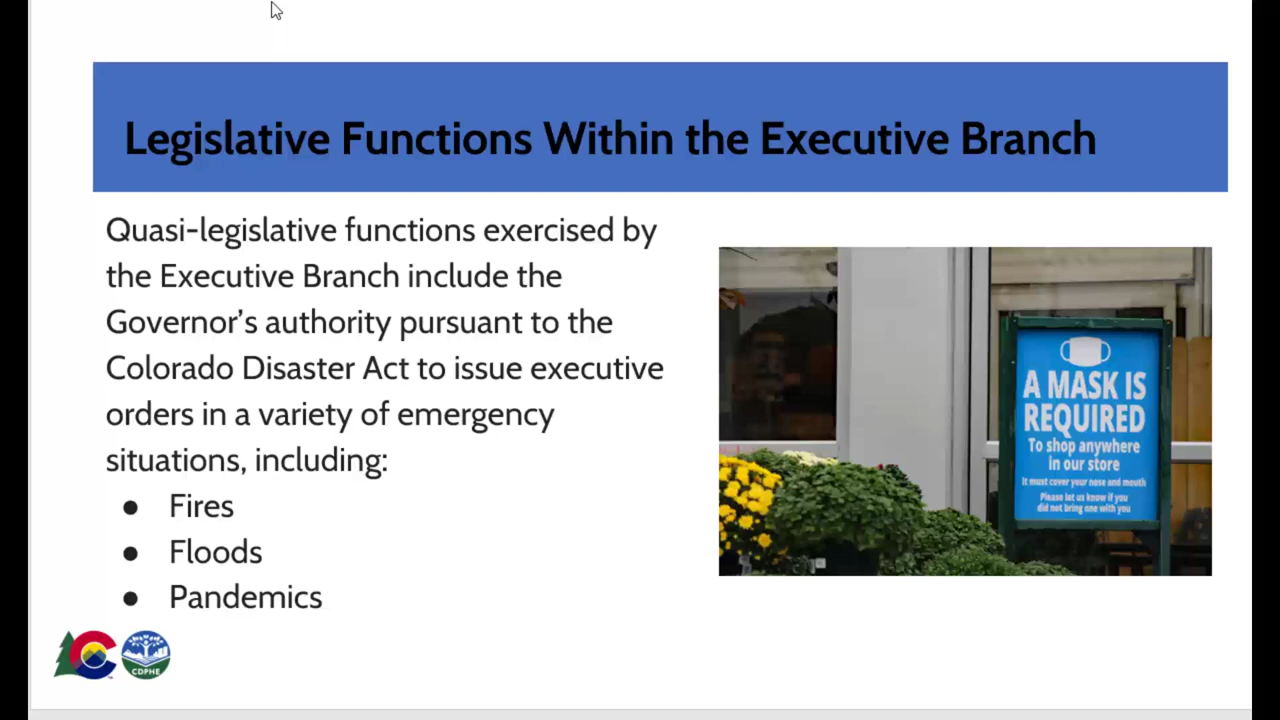 Legislative Functions Within the Executive Branch
Quasi-legislative functions exercised by
the Executive Branch include the
Governor's authority pursuant to the
Colorado Disaster Act to issue executive
orders in a variety of emergency
situations, including:
● Fires
● Floods
● Pandemics
A MASK IS
REQUIRED
To shop anywhere
in our store
It must cover your nose and mouth
Please let us know if you
did not bring one with you
CDPHE